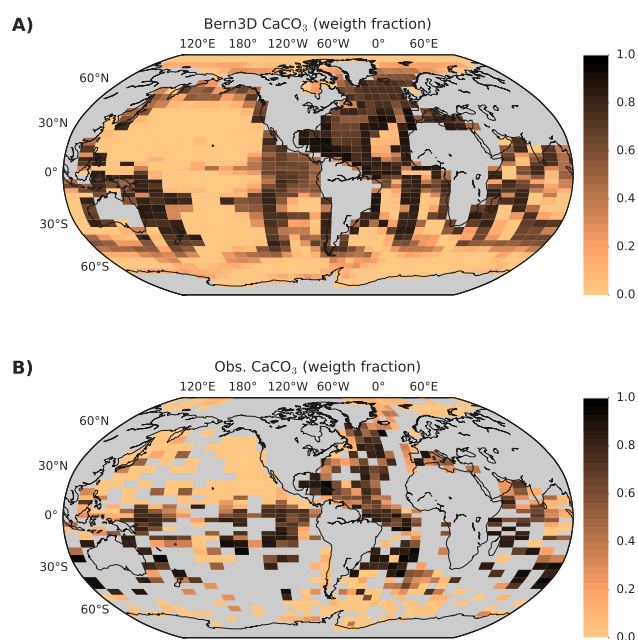 A)
Bern3D CaCO₃ (weigth fraction)
120°E 180° 120°W 60°W 0° 60°E
60°N
30°N
0°
30°S
60°S
1.0
0.8
0.6
0.4
0.2
0.0
B)
Obs. CaCO₃ (weigth fraction)
120°E 180° 120°W 60°W 0° 60°E
60°N
30°N
0°
30°S
60°S
1.0
0.8
0.6
0.4
0.2
0.0